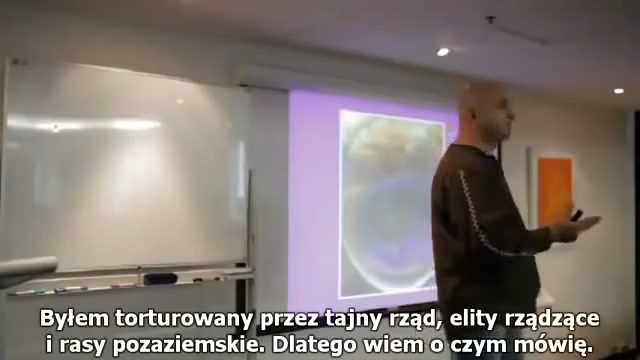 Byłem torturowany przez tajny rząd, elity rządzące
i rasy pozaziemskie. Dlatego wiem o czym mówię.